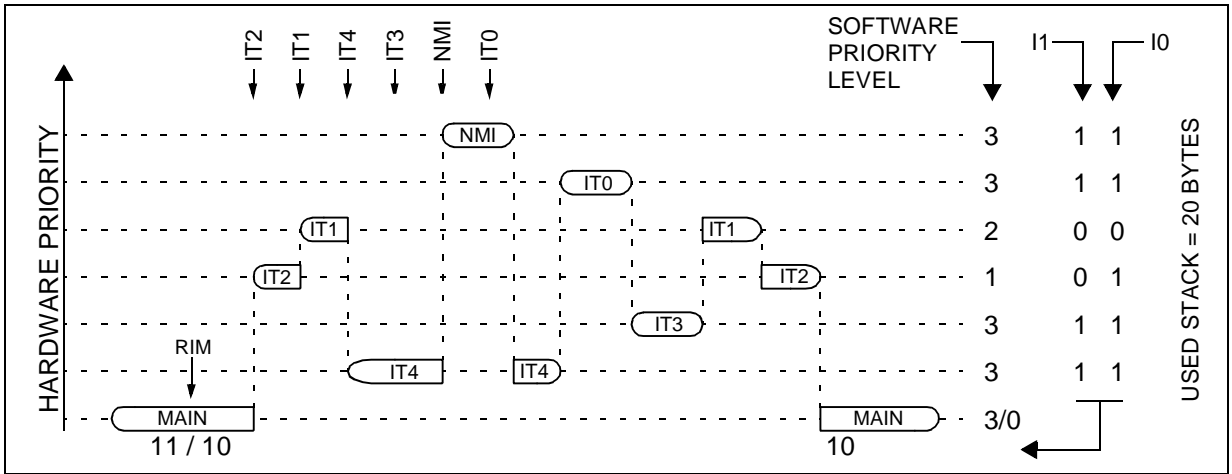 IT2
IT1
IT4
IT3
NMI
IT0
SOFTWARE
PRIORITY
LEVEL
I1
I0
HARDWARE PRIORITY
USED STACK = 20 BYTES
NMI
3 1 1
IT0
3 1 1
IT1
IT1
2 0 0
IT2
IT2
1 0 1
IT3
3 1 1
RIM
IT4
IT4
3 1 1
MAIN
MAIN
3/0
11 / 10
10